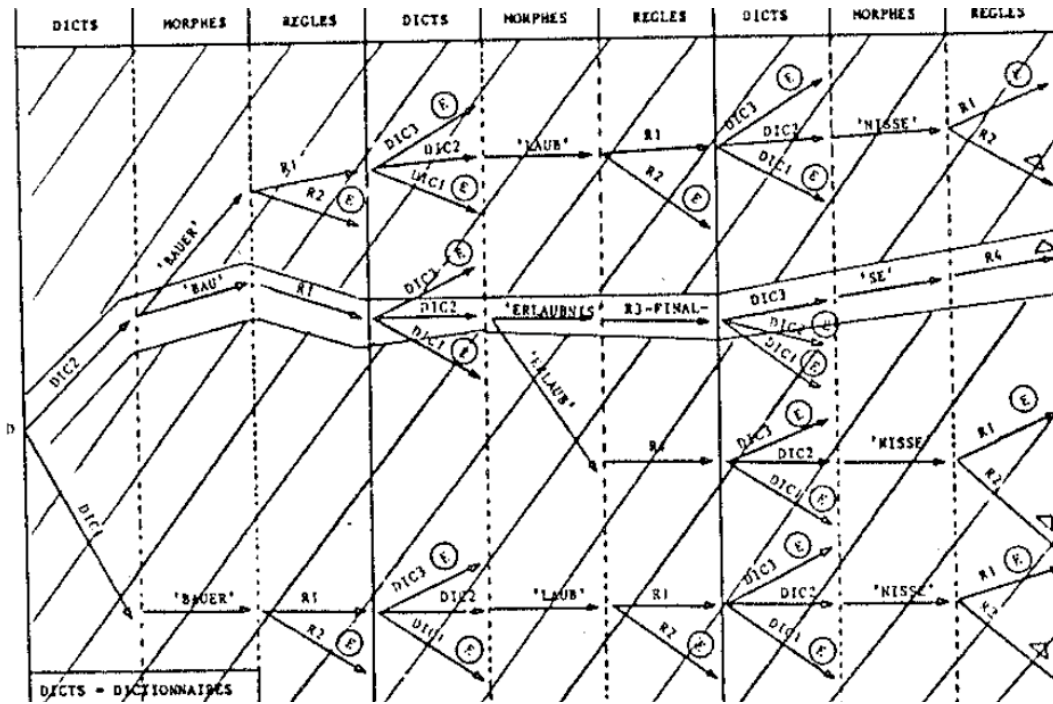 DICTS MORPHES REGLES DICTS MORPHES REGLES DICTS MORPHES REGLES
E E E
DIC3 R1 DIC3 R1
R1 DIC2 'LAUB' DIC2 'NISSE' R2
R2 E DIC1 E R2 E DIC1 E
'BAUER'
'BAU' R1 DIC3 E 'SE' R4
DIC2 'ERLAUBNIS' R3-FINAL- DIC3
DIC2 DIC1 E DIC2 E
'ERLAUB' DIC1 E
D
R4 DIC3 E 'NISSE' R1 E
DIC2 R2
DIC1 DIC1 E
'BAUER' R1 DIC3 E 'LAUB' R1 DIC3 E 'NISSE' R1 E
R2 E DIC2 R2 E DIC2 R2
DIC1 E DIC1 E
DICTS = DICTIONNAIRES